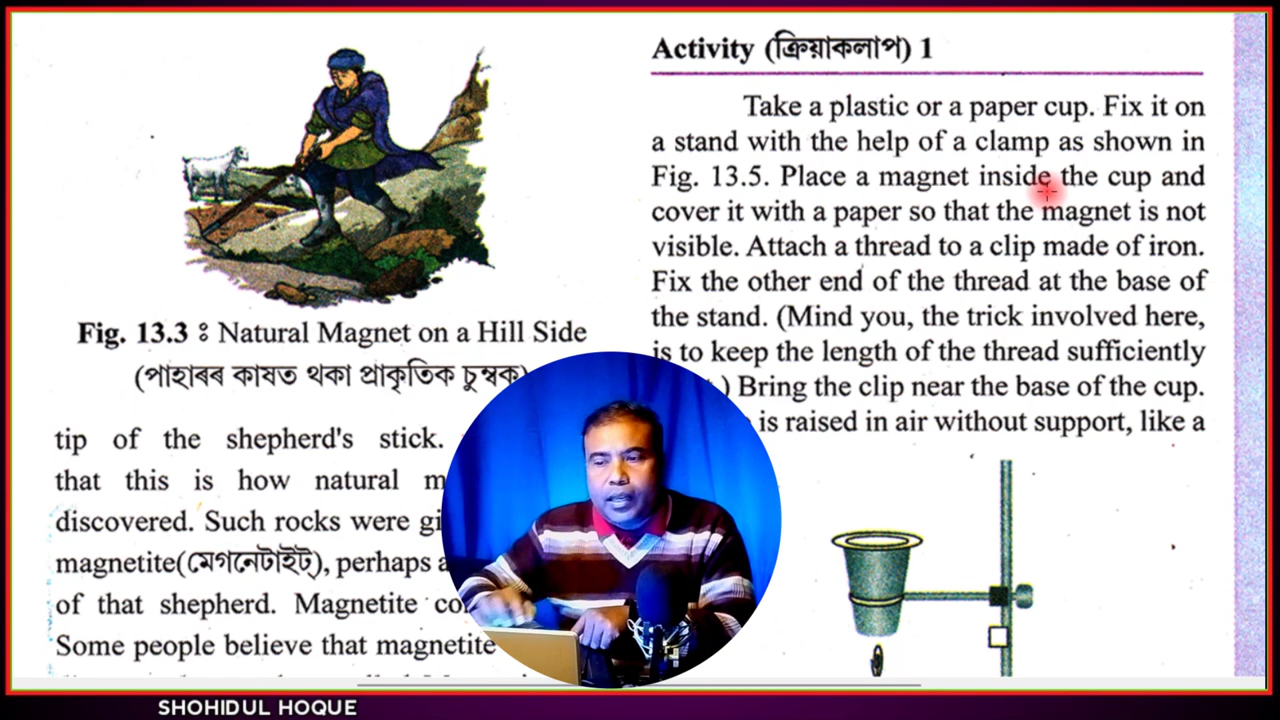 Fig. 13.3 ঃ Natural Magnet on a Hill Side
(পাহাৰৰ কাষত থকা প্রাকৃতিক চুম্বক)
tip of the shepherd's stick.
that this is how natural
discovered. Such rocks were
magnetite(মেগনেটাইট), perhaps
of that shepherd. Magnetite
Some people believe that magnetite
Activity (ক্ৰিয়াকলাপ) 1
Take a plastic or a paper cup. Fix it on
a stand with the help of a clamp as shown in
Fig. 13.5. Place a magnet inside the cup and
cover it with a paper so that the magnet is not
visible. Attach a thread to a clip made of iron.
Fix the other end of the thread at the base of
the stand. (Mind you, the trick involved here,
is to keep the length of the thread sufficiently
) Bring the clip near the base of the cup.
is raised in air without support, like a
SHOHIDUL HOQUE